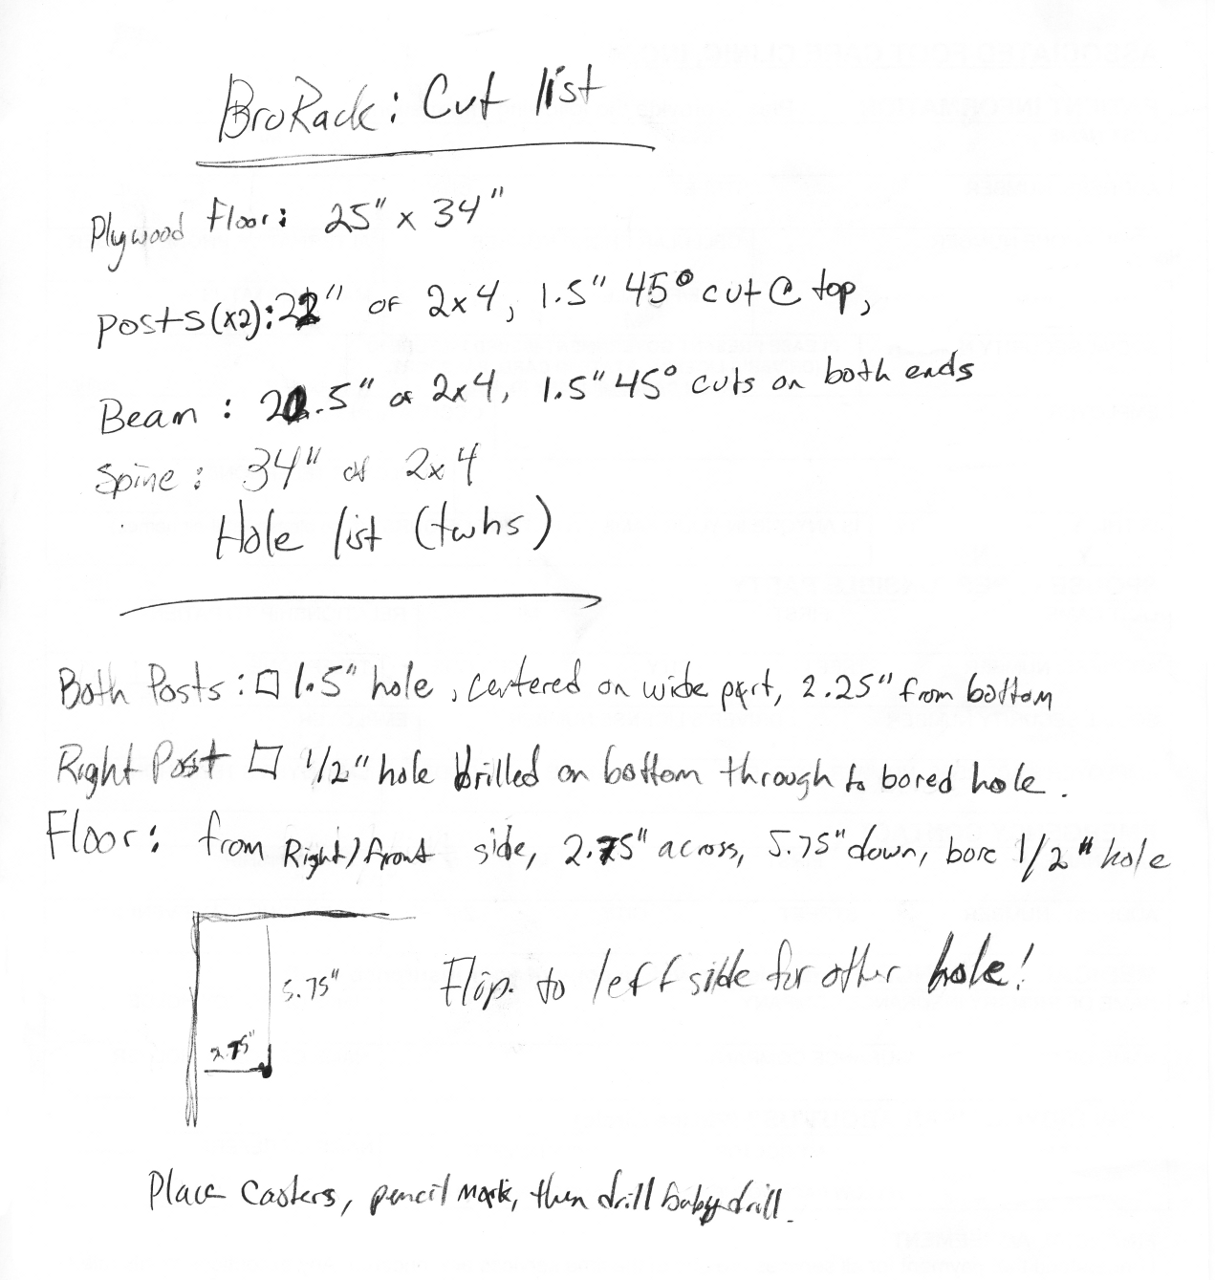 BroRack: Cut list
Plywood Floor: 25" x 34"
Posts (x2): 22" of 2x4, 1.5" 45° cut @ top,
Beam: 20.5" of 2x4, 1.5" 45° cuts on both ends
Spine: 34" of 2x4
Hole list (twhs)
Both Posts: □ 1.5" hole, centered on wide part, 2.25" from bottom
Right Post □ 1/2" hole drilled on bottom through to bored hole.
Floor: from Right/front side, 2.75" across, 5.75" down, bore 1/2" hole
5.75"
Flip to left side for other hole!
2.75"
Place casters, pencil mark, then drill baby drill.